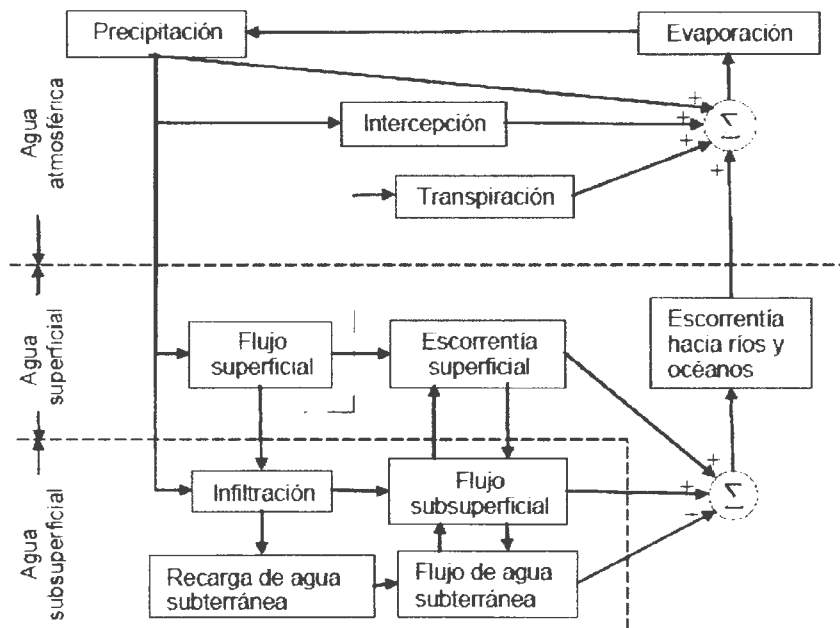 Precipitación
Evaporación
Agua
atmosférica
+
+
+
+
Σ
Intercepción
Transpiración
Agua
superficial
Flujo
superficial
Escorrentía
superficial
Escorrentía
hacia ríos y
océanos
Agua
subsuperficial
Infiltración
Flujo
subsuperficial
+
+
−
Σ
Recarga de agua
subterránea
Flujo de agua
subterránea